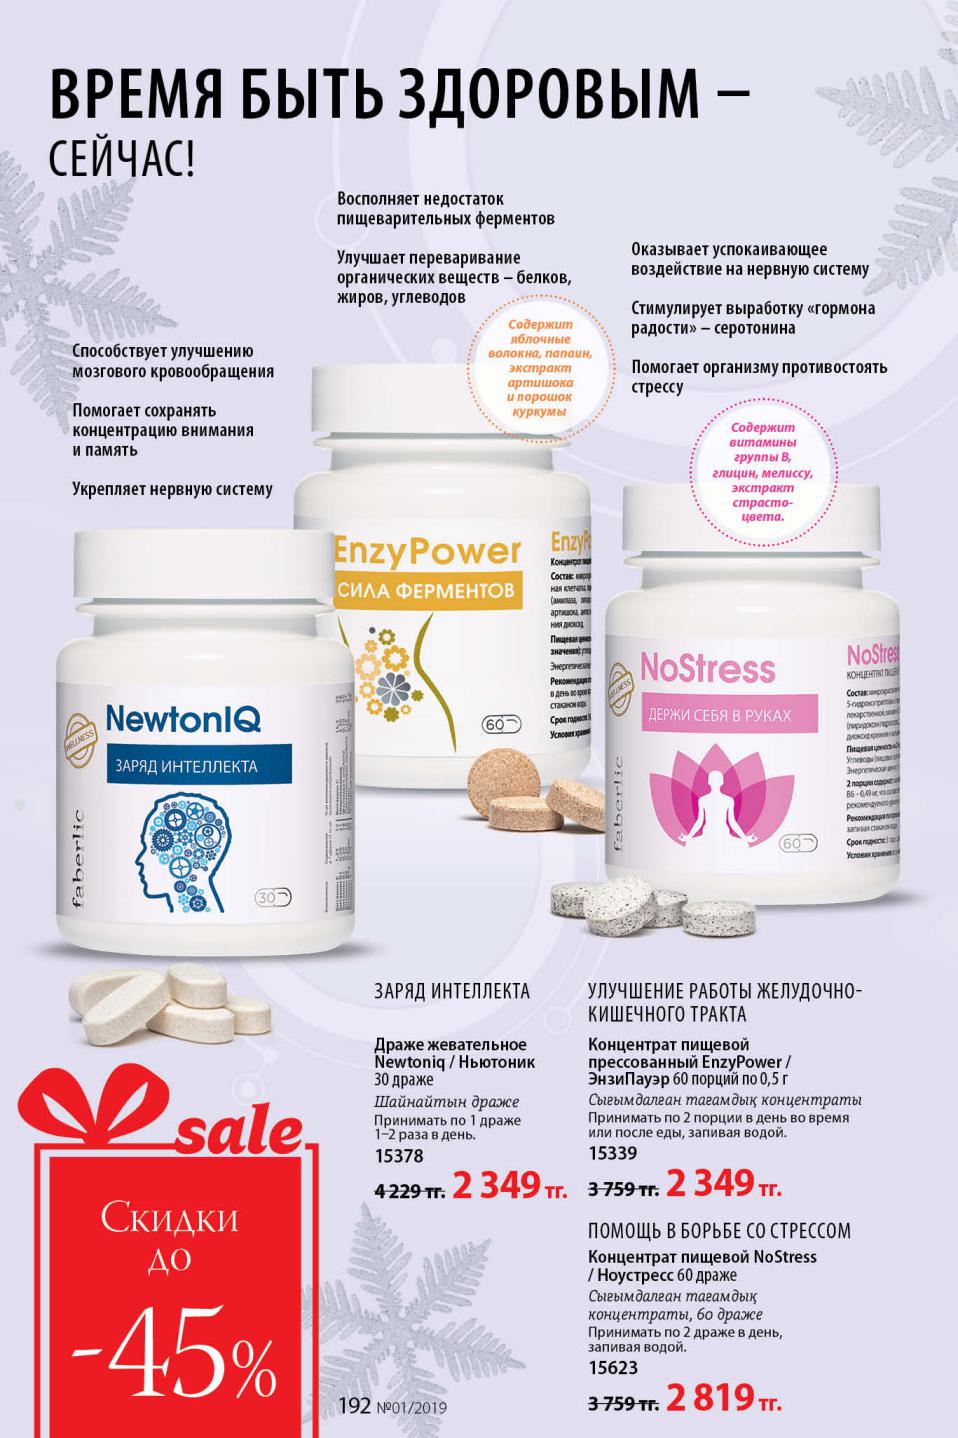 ВРЕМЯ БЫТЬ ЗДОРОВЫМ –
СЕЙЧАС!
Восполняет недостаток
пищеварительных ферментов
Улучшает переваривание
органических веществ – белков,
жиров, углеводов
Оказывает успокаивающее
воздействие на нервную систему
Стимулирует выработку «гормона
радости» – серотонина
Помогает организму противостоять
стрессу
Способствует улучшению
мозгового кровообращения
Помогает сохранять
концентрацию внимания
и память
Укрепляет нервную систему
Содержит
яблочные
волокна, папаин,
экстракт
артишока
и порошок
куркумы
Содержит
витамины
группы В,
глицин, мелиссу,
экстракт
страсто-
цвета.
EnzyPower
СИЛА ФЕРМЕНТОВ
60
NewtonIQ
ЗАРЯД ИНТЕЛЛЕКТА
WELLNESS
faberlic
30
NoStress
ДЕРЖИ СЕБЯ В РУКАХ
WELLNESS
faberlic
60
NoStress
Состав:
Срок годности:
ЗАРЯД ИНТЕЛЛЕКТА
Драже жевательное
Newtoniq / Ньютоник
30 драже
Шайнайтын драже
Принимать по 1 драже
1–2 раза в день.
15378
4 229 тг. 2 349 тг.
УЛУЧШЕНИЕ РАБОТЫ ЖЕЛУДОЧНО-
КИШЕЧНОГО ТРАКТА
Концентрат пищевой
прессованный EnzyPower /
ЭнзиПауэр 60 порций по 0,5 г
Сығымдалған тағамдық концентраты
Принимать по 2 порции в день во время
или после еды, запивая водой.
15339
3 759 тг. 2 349 тг.
ПОМОЩЬ В БОРЬБЕ СО СТРЕССОМ
Концентрат пищевой NoStress
/ Ноустресс 60 драже
Сығымдалған тағамдық
концентраты, 60 драже
Принимать по 2 драже в день,
запивая водой.
15623
3 759 тг. 2 819 тг.
sale
Скидки
до
-45%
192 №01/2019